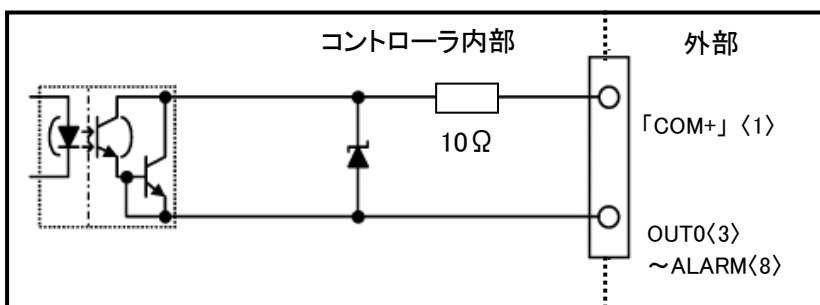 コントローラ内部
外部
10Ω
「COM+」〈1〉
OUT0〈3〉
～ALARM〈8〉